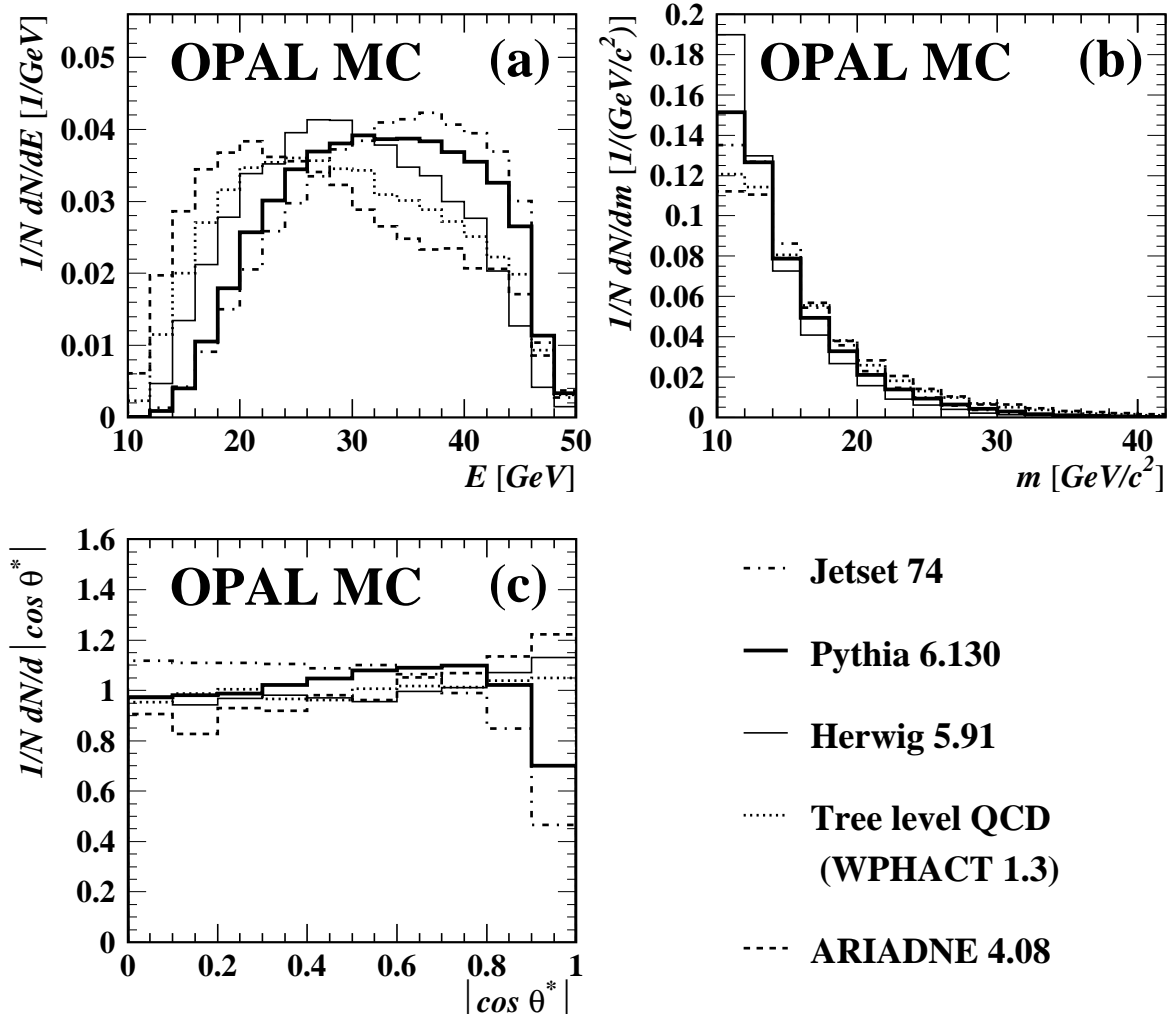 OPAL MC (a)
1/N dN/dE [1/GeV]
0.05
0.04
0.03
0.02
0.01
0
10 20 30 40 50
E [GeV]
OPAL MC (b)
1/N dN/dm [1/(GeV/c²)]
0.2
0.18
0.16
0.14
0.12
0.1
0.08
0.06
0.04
0.02
0
10 20 30 40
m [GeV/c²]
OPAL MC (c)
1/N dN/d|cos θ*|
1.6
1.4
1.2
1
0.8
0.6
0.4
0.2
0
0 0.2 0.4 0.6 0.8 1
|cos θ*|
Jetset 74
Pythia 6.130
Herwig 5.91
Tree level QCD
(WPHACT 1.3)
ARIADNE 4.08